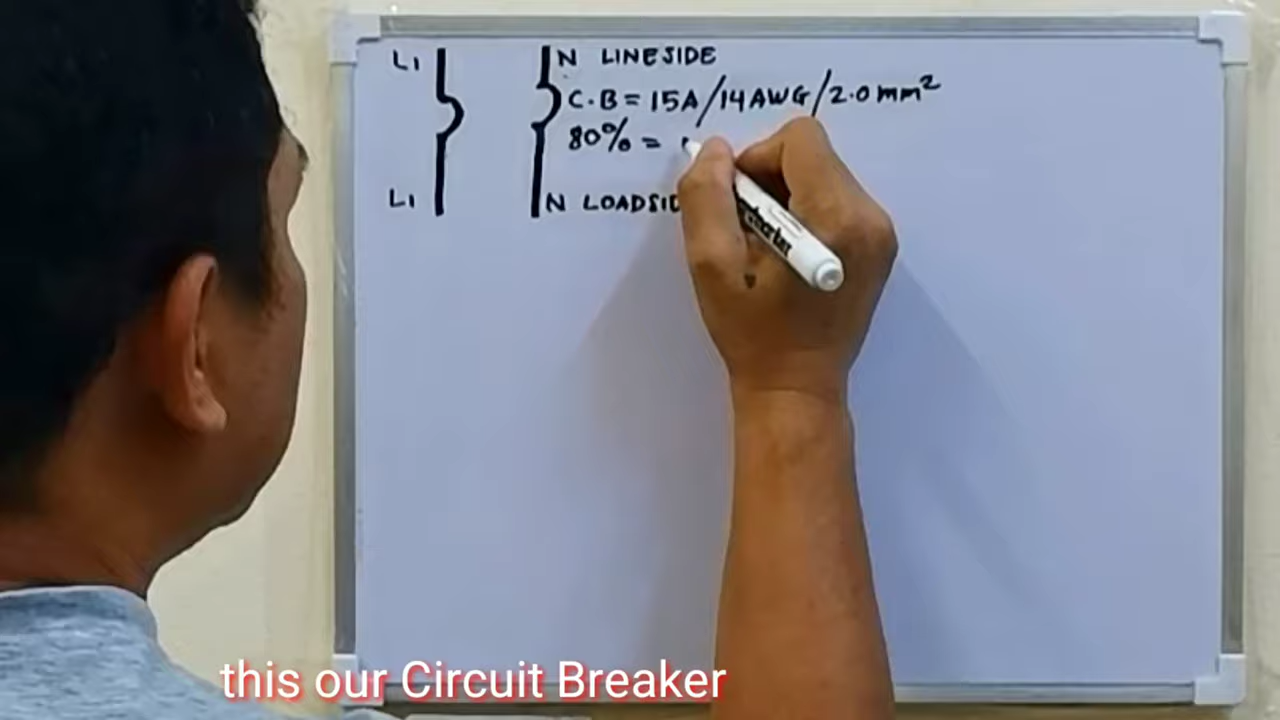 L1 N LINESIDE
C.B = 15A/14AWG/2.0mm²
80% =
L1 N LOADSID
this our Circuit Breaker